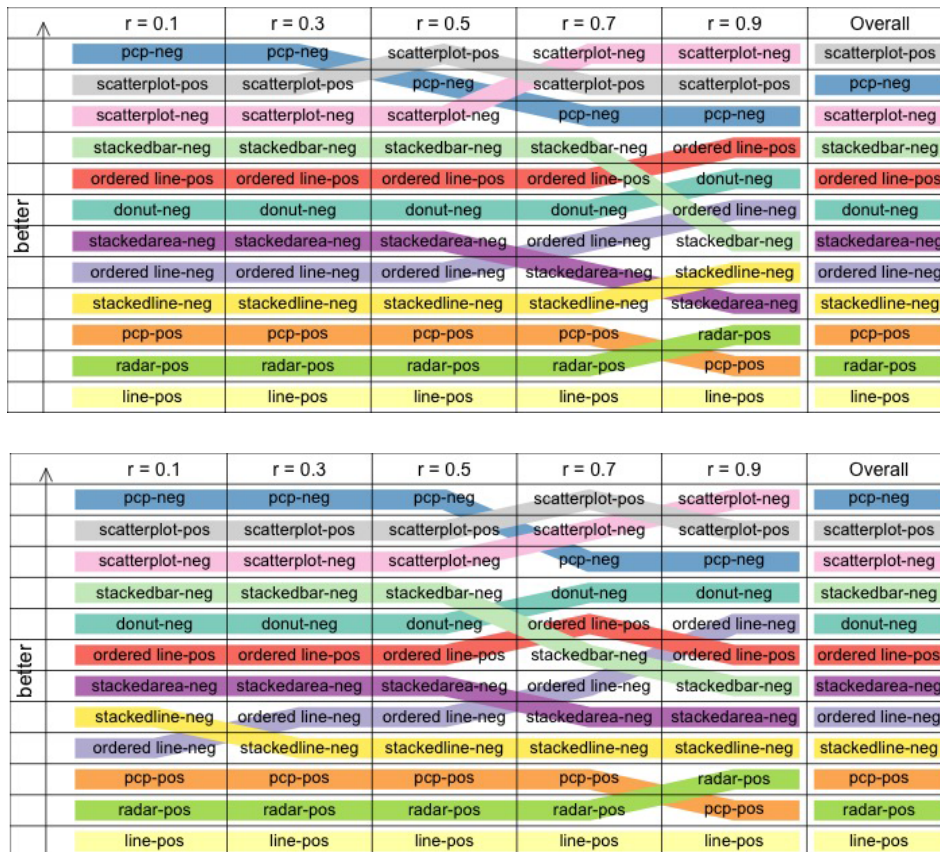 r = 0.1 r = 0.3 r = 0.5 r = 0.7 r = 0.9 Overall
pcp-neg pcp-neg scatterplot-pos scatterplot-neg scatterplot-neg scatterplot-pos
scatterplot-pos scatterplot-pos pcp-neg scatterplot-pos scatterplot-pos pcp-neg
scatterplot-neg scatterplot-neg scatterplot-neg pcp-neg pcp-neg scatterplot-neg
stackedbar-neg stackedbar-neg stackedbar-neg stackedbar-neg ordered line-pos stackedbar-neg
ordered line-pos ordered line-pos ordered line-pos ordered line-pos donut-neg ordered line-pos
donut-neg donut-neg donut-neg donut-neg ordered line-neg donut-neg
better
stackedarea-neg stackedarea-neg stackedarea-neg ordered line-neg stackedbar-neg stackedarea-neg
ordered line-neg ordered line-neg ordered line-neg stackedarea-neg stackedline-neg ordered line-neg
stackedline-neg stackedline-neg stackedline-neg stackedline-neg stackedarea-neg stackedline-neg
pcp-pos pcp-pos pcp-pos pcp-pos radar-pos pcp-pos
radar-pos radar-pos radar-pos radar-pos pcp-pos radar-pos
line-pos line-pos line-pos line-pos line-pos line-pos
r = 0.1 r = 0.3 r = 0.5 r = 0.7 r = 0.9 Overall
pcp-neg pcp-neg pcp-neg scatterplot-pos scatterplot-neg pcp-neg
scatterplot-pos scatterplot-pos scatterplot-pos scatterplot-neg scatterplot-pos scatterplot-pos
scatterplot-neg scatterplot-neg scatterplot-neg pcp-neg pcp-neg scatterplot-neg
stackedbar-neg stackedbar-neg stackedbar-neg donut-neg donut-neg stackedbar-neg
donut-neg donut-neg donut-neg ordered line-pos ordered line-neg donut-neg
ordered line-pos ordered line-pos ordered line-pos stackedbar-neg ordered line-pos ordered line-pos
better
stackedarea-neg stackedarea-neg stackedarea-neg ordered line-neg stackedbar-neg stackedarea-neg
stackedline-neg ordered line-neg ordered line-neg stackedarea-neg stackedarea-neg ordered line-neg
ordered line-neg stackedline-neg stackedline-neg stackedline-neg stackedline-neg stackedline-neg
pcp-pos pcp-pos pcp-pos pcp-pos radar-pos pcp-pos
radar-pos radar-pos radar-pos radar-pos pcp-pos radar-pos
line-pos line-pos line-pos line-pos line-pos line-pos